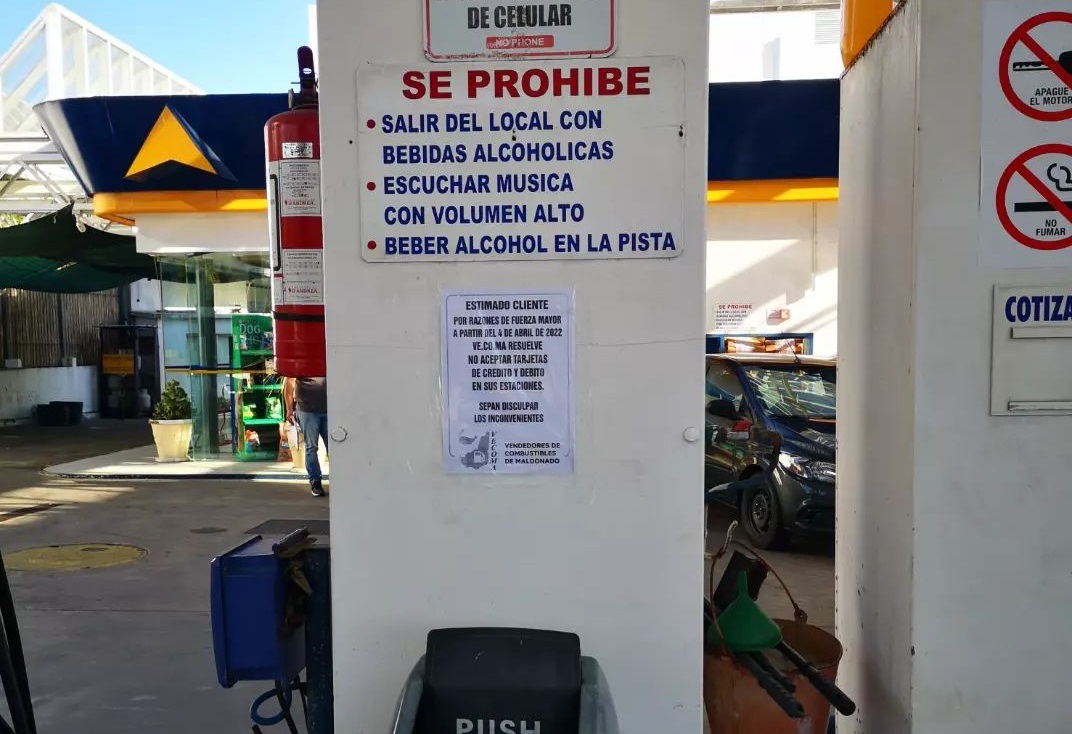 DE CELULAR
NO PHONE
SE PROHIBE
• SALIR DEL LOCAL CON
BEBIDAS ALCOHOLICAS
• ESCUCHAR MUSICA
CON VOLUMEN ALTO
• BEBER ALCOHOL EN LA PISTA
ESTIMADO CLIENTE
POR RAZONES DE FUERZA MAYOR
A PARTIR DEL 4 DE ABRIL DE 2022
VE.CO.MA RESUELVE
NO ACEPTAR TARJETAS
DE CREDITO Y DEBITO
EN SUS ESTACIONES.
SEPAN DISCULPAR
LOS INCONVENIENTES
VECOMA
VENDEDORES DE
COMBUSTIBLES
DE MALDONADO
PUSH
APAGUE
EL MOTOR
NO
FUMAR
COTIZA
SE PROHIBE